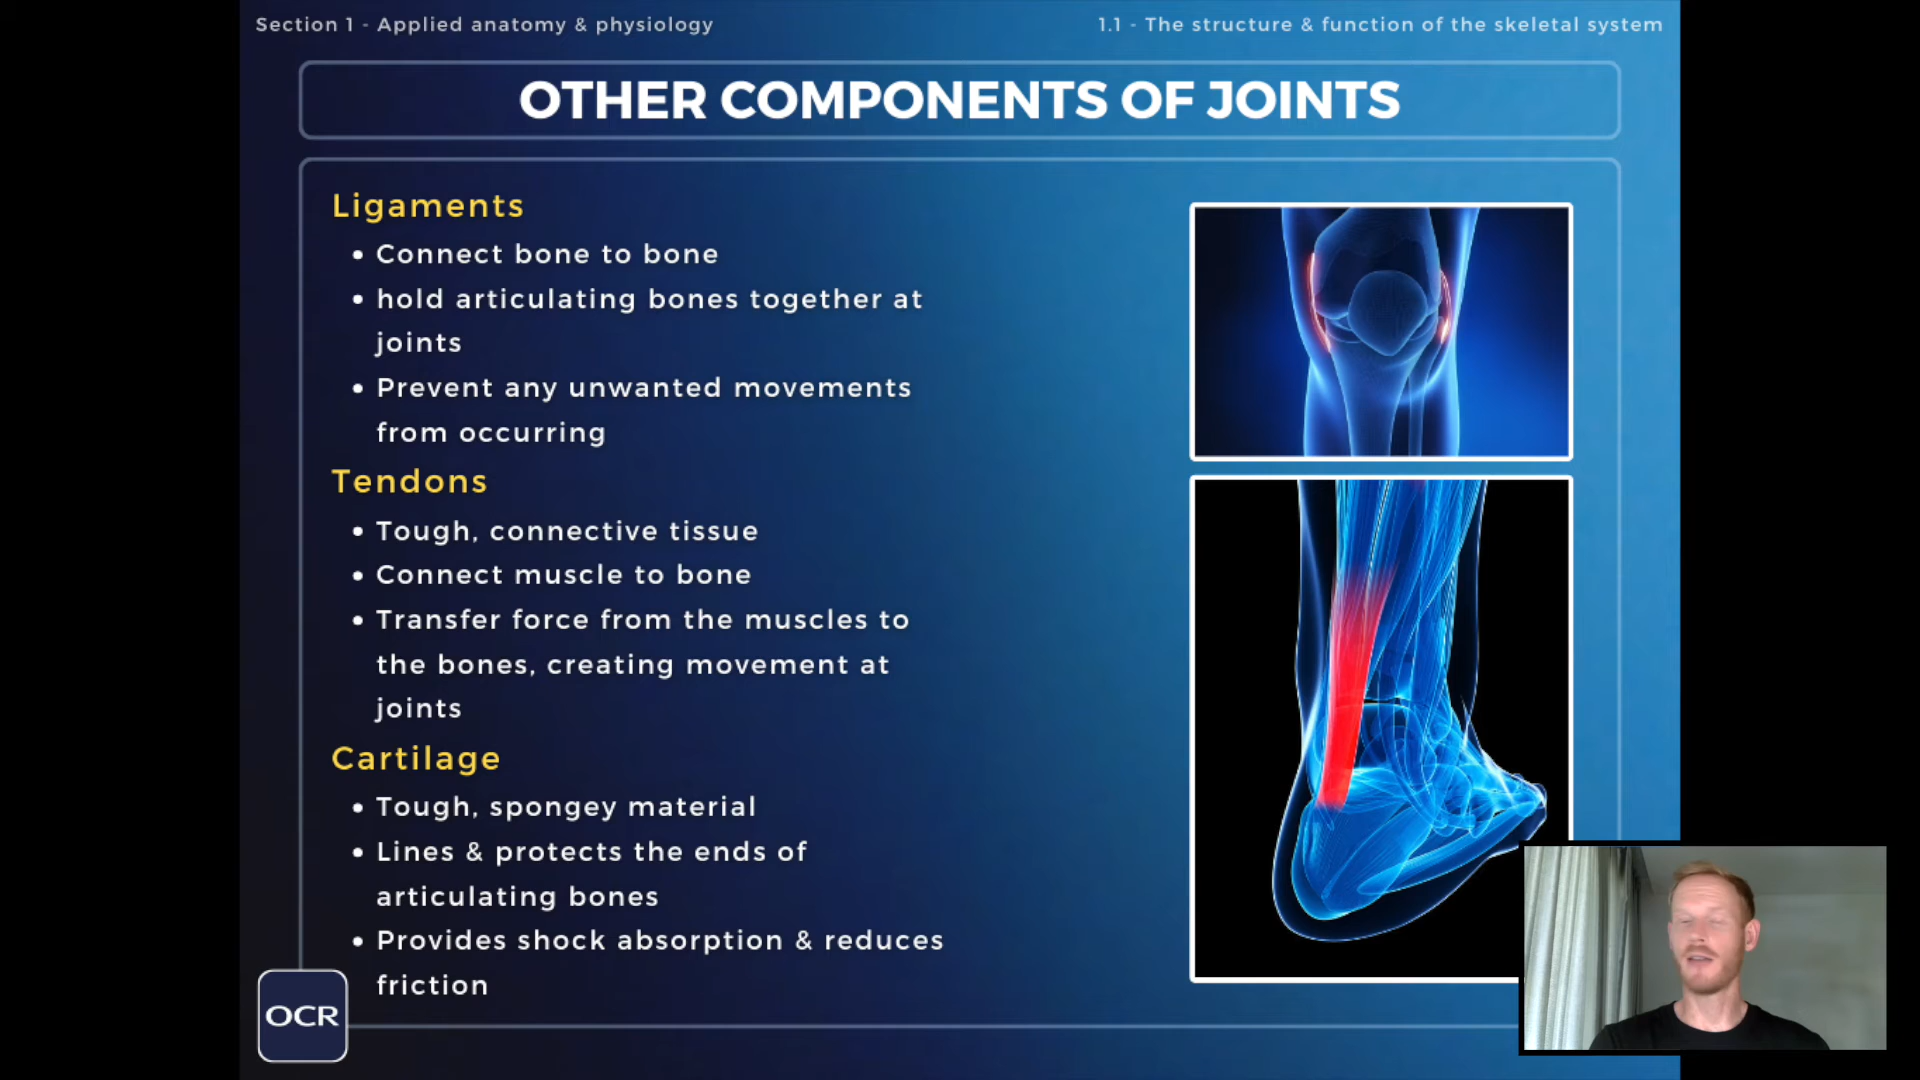 Section 1 - Applied anatomy & physiology
1.1 - The structure & function of the skeletal system
OTHER COMPONENTS OF JOINTS
Ligaments
• Connect bone to bone
• hold articulating bones together at
joints
• Prevent any unwanted movements
from occurring
Tendons
• Tough, connective tissue
• Connect muscle to bone
• Transfer force from the muscles to
the bones, creating movement at
joints
Cartilage
• Tough, spongey material
• Lines & protects the ends of
articulating bones
• Provides shock absorption & reduces
friction
OCR